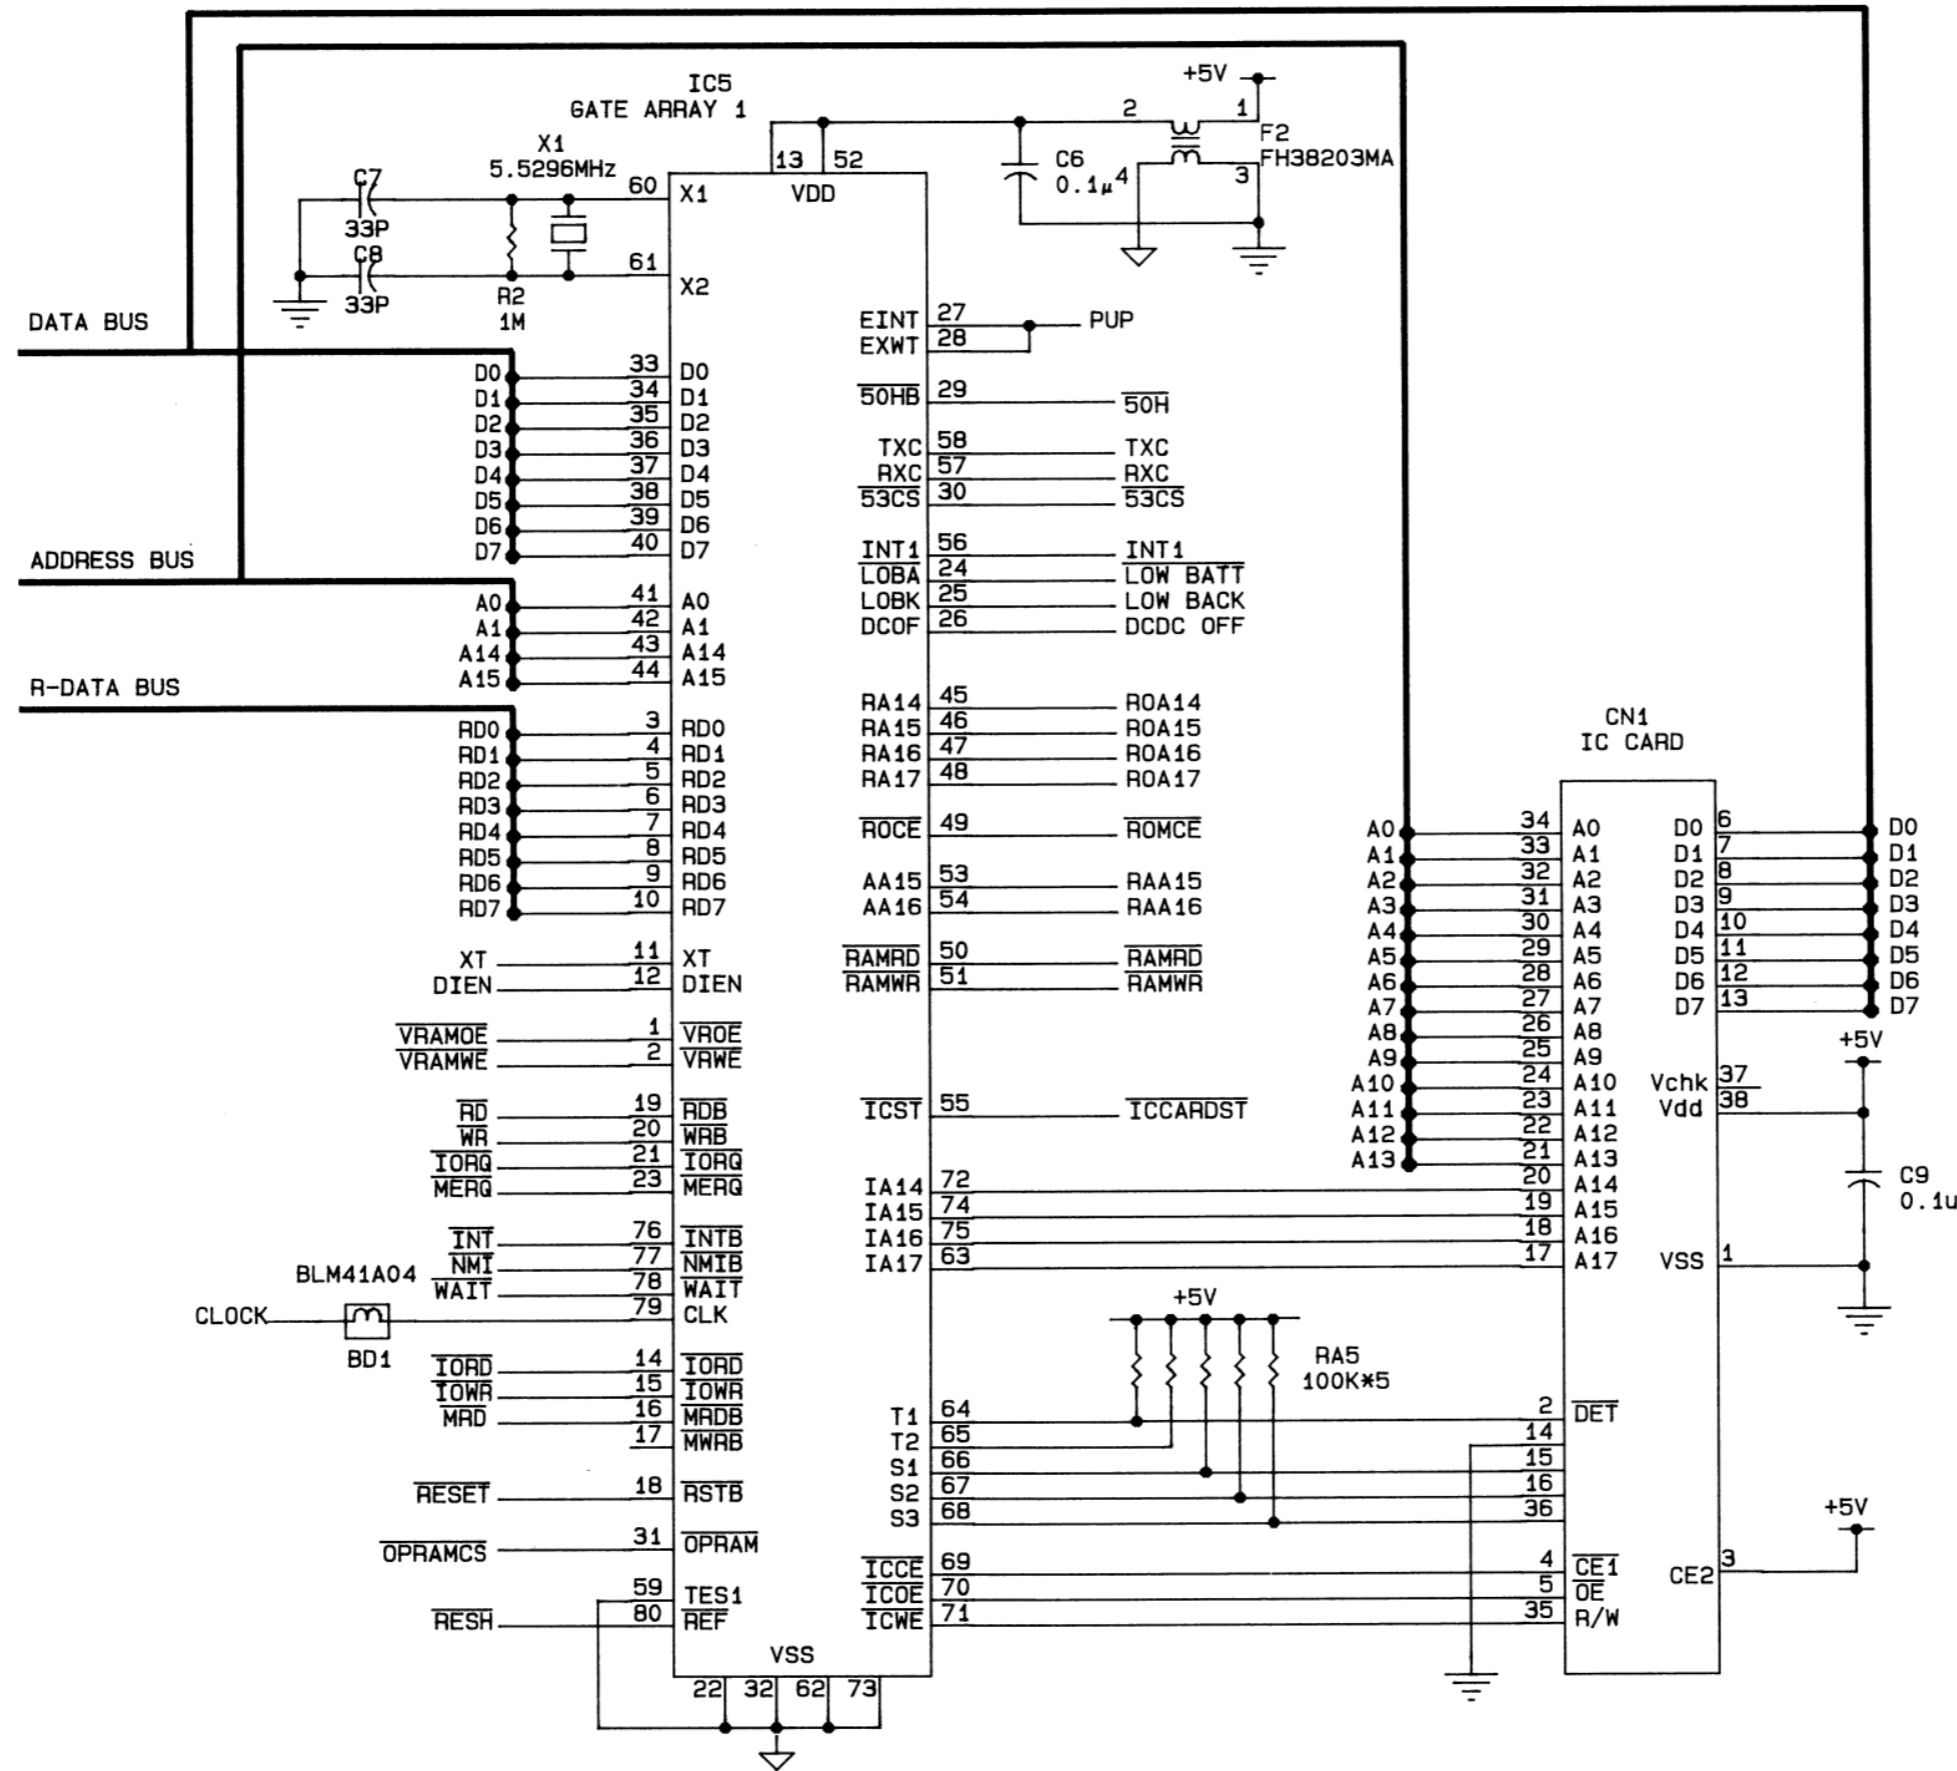 IC5
GATE ARRAY 1
+5V
2
1
F2
FH38203MA
4
3
C6
0.1μ
X1
5.5296MHz
C7
33P
C8
33P
R2
1M
13
52
VDD
60 X1
61 X2
DATA BUS
D0 33 D0
D1 34 D1
D2 35 D2
D3 36 D3
D4 37 D4
D5 38 D5
D6 39 D6
D7 40 D7
ADDRESS BUS
A0 41 A0
A1 42 A1
A14 43 A14
A15 44 A15
R-DATA BUS
RD0 3 RD0
RD1 4 RD1
RD2 5 RD2
RD3 6 RD3
RD4 7 RD4
RD5 8 RD5
RD6 9 RD6
RD7 10 RD7
XT 11 XT
DIEN 12 DIEN
VRAMOE 1 VROE
VRAMWE 2 VRWE
RD 19 RDB
WR 20 WRB
IORQ 21 IORQ
MERQ 23 MERQ
INT 76 INTB
NMI 77 NMIB
WAIT 78 WAIT
BLM41A04
CLOCK 79 CLK
BD1
IORD 14 IORD
IOWR 15 IOWR
MRD 16 MRDB
17 MWRB
RESET 18 RSTB
OPRAMCS 31 OPRAM
59 TES1
RESH 80 REF
VSS
22 32 62 73
EINT 27 PUP
EXWT 28
50HB 29 50H
TXC 58 TXC
RXC 57 RXC
53CS 30 53CS
INT1 56 INT1
LOBA 24 LOW BATT
LOBK 25 LOW BACK
DCOF 26 DCDC OFF
RA14 45 ROA14
RA15 46 ROA15
RA16 47 ROA16
RA17 48 ROA17
ROCE 49 ROMCE
AA15 53 RAA15
AA16 54 RAA16
RAMRD 50 RAMRD
RAMWR 51 RAMWR
ICST 55 ICCARDST
IA14 72
IA15 74
IA16 75
IA17 63
+5V
RA5
100K*5
T1 64
T2 65
S1 66
S2 67
S3 68
ICCE 69
ICOE 70
ICWE 71
CN1
IC CARD
A0 34 A0
A1 33 A1
A2 32 A2
A3 31 A3
A4 30 A4
A5 29 A5
A6 28 A6
A7 27 A7
A8 26 A8
A9 25 A9
A10 24 A10
A11 23 A11
A12 22 A12
A13 21 A13
20 A14
19 A15
18 A16
17 A17
2 DET
14
15
16
36
4 CE1
5 OE
35 R/W
D0 6 D0
D1 7 D1
D2 8 D2
D3 9 D3
D4 10 D4
D5 11 D5
D6 12 D6
D7 13 D7
+5V
Vchk 37
Vdd 38
C9
0.1u
VSS 1
+5V
CE2 3